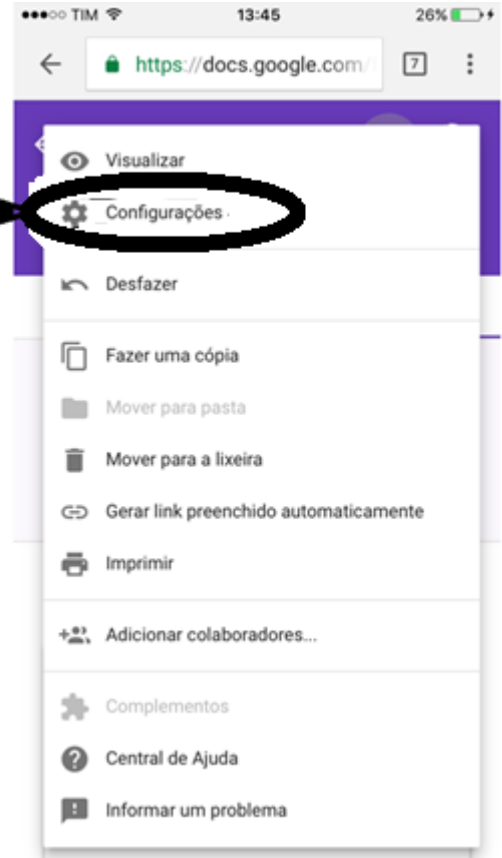 TIM 13:45 26%
https://docs.google.com/ 7
Visualizar
Configurações
Desfazer
Fazer uma cópia
Mover para pasta
Mover para a lixeira
Gerar link preenchido automaticamente
Imprimir
Adicionar colaboradores...
Complementos
Central de Ajuda
Informar um problema